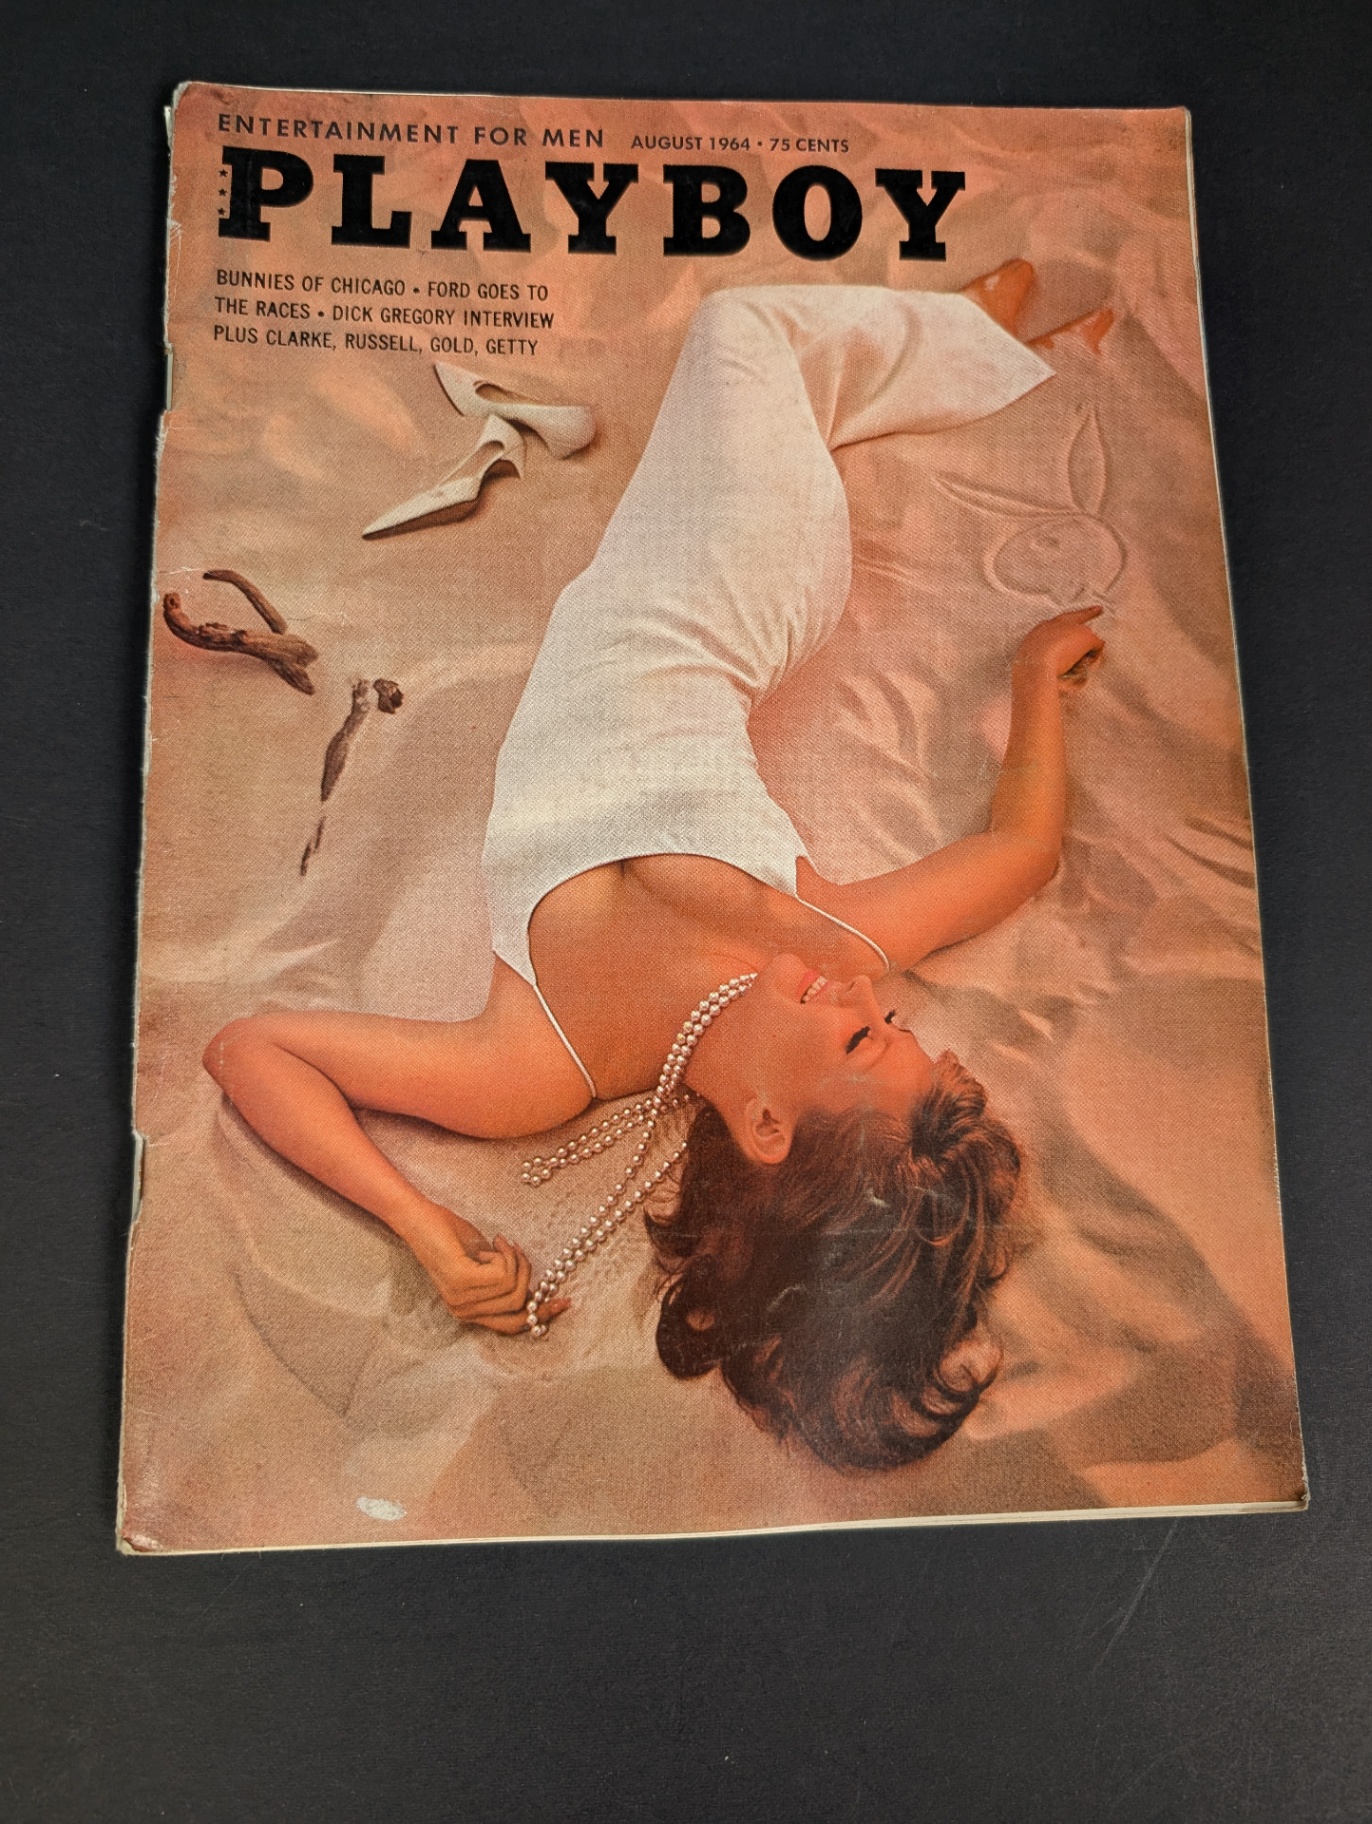 ENTERTAINMENT FOR MEN AUGUST 1964 • 75 CENTS
PLAYBOY
BUNNIES OF CHICAGO • FORD GOES TO
THE RACES • DICK GREGORY INTERVIEW
PLUS CLARKE, RUSSELL, GOLD, GETTY